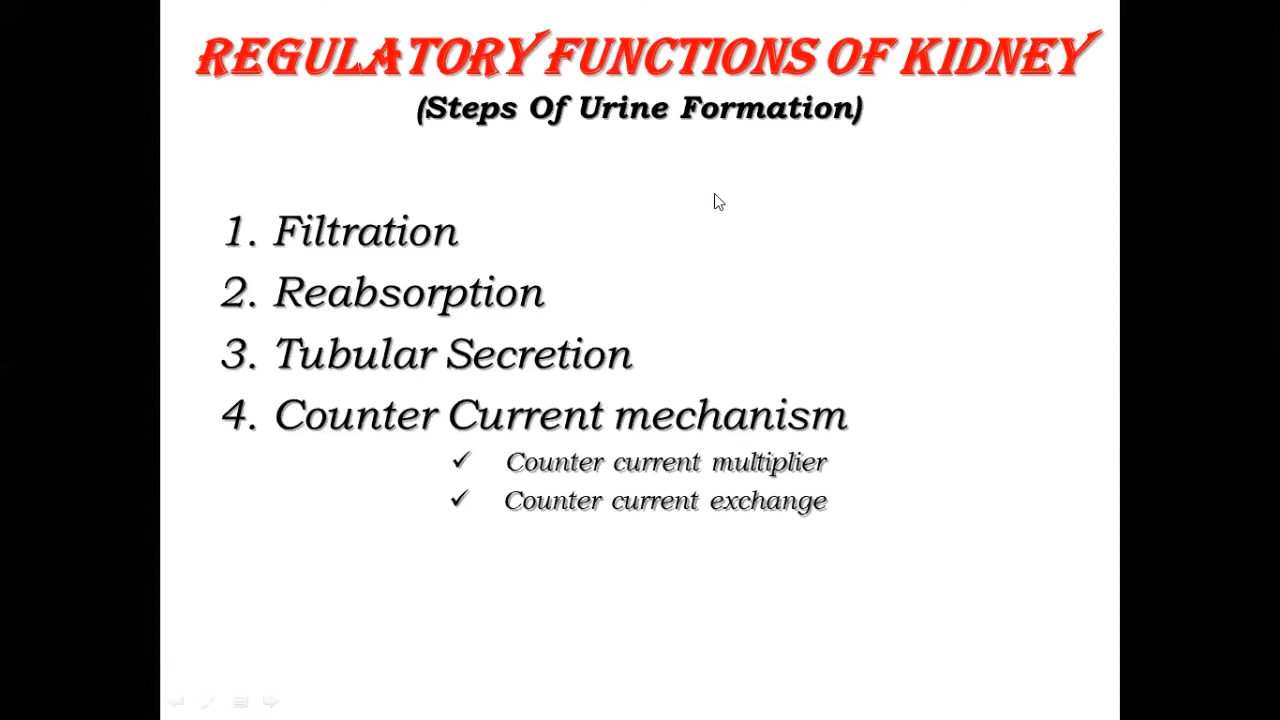 REGULATORY FUNCTIONS OF KIDNEY
(Steps Of Urine Formation)
1. Filtration
2. Reabsorption
3. Tubular Secretion
4. Counter Current mechanism
✓ Counter current multiplier
✓ Counter current exchange